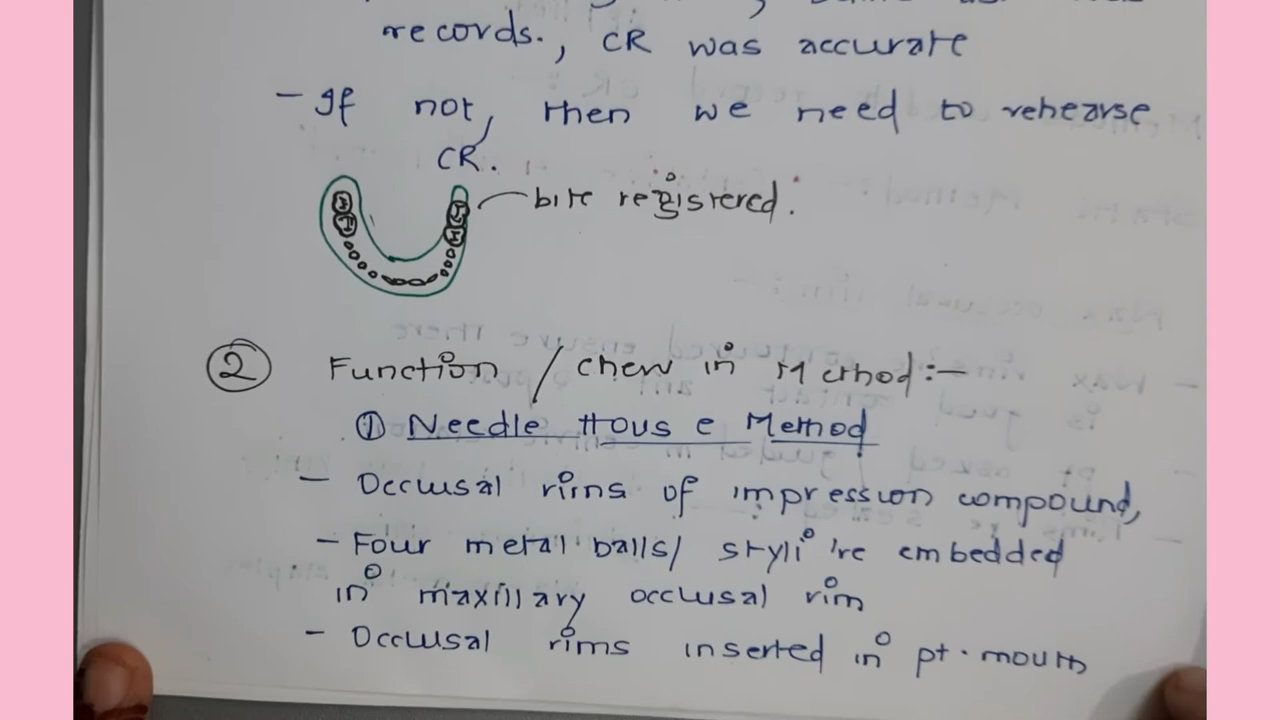 records., CR was accurate
- If not, then we need to rehearse
CR.
bite registered.
② Function / chew in Method:-
① Needle House Method
- Occlusal rims of impression compound,
- Four metal balls/ styli 're embedded
in maxillary occlusal rim
- Occlusal rims inserted in pt. mouth